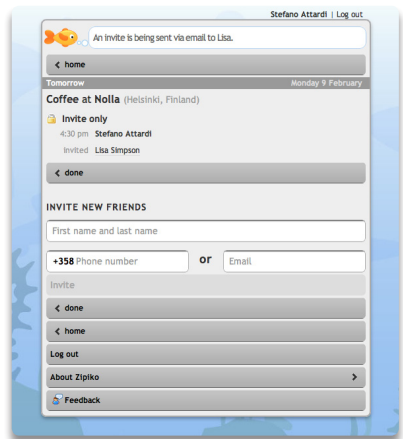 Stefano Attardi | Log out
An invite is being sent via email to Lisa.
home
Tomorrow Monday 9 February
Coffee at Nolla (Helsinki, Finland)
Invite only
4:30 pm Stefano Attardi
Invited Lisa Simpson
done
INVITE NEW FRIENDS
First name and last name
+358 Phone number or Email
Invite
done
home
Log out
About Zipiko
Feedback